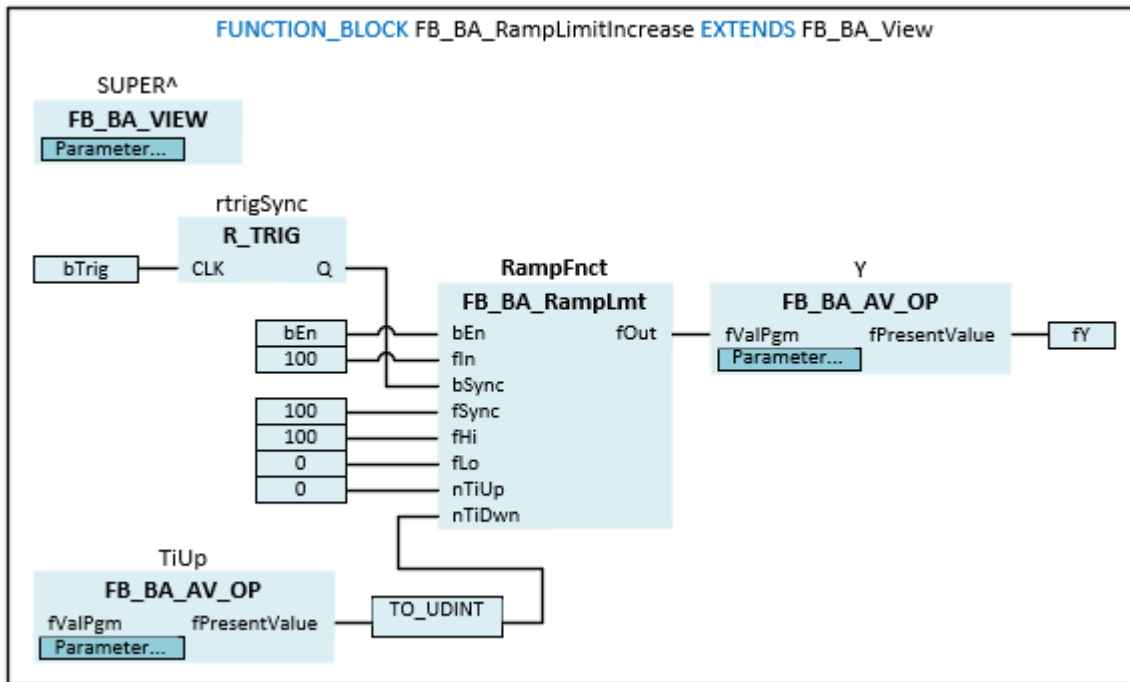 FUNCTION_BLOCK FB_BA_RampLimitIncrease EXTENDS FB_BA_View
SUPER^
FB_BA_VIEW
Parameter...
rtrigSync
R_TRIG
bTrig CLK Q
RampFnct
FB_BA_RampLmt
bEn bEn fOut
100 fIn
bSync
100 fSync
100 fHi
0 fLo
0 nTiUp
nTiDwn
Y
FB_BA_AV_OP
fValPgm fPresentValue fY
Parameter...
TiUp
FB_BA_AV_OP
fValPgm fPresentValue TO_UDINT
Parameter...